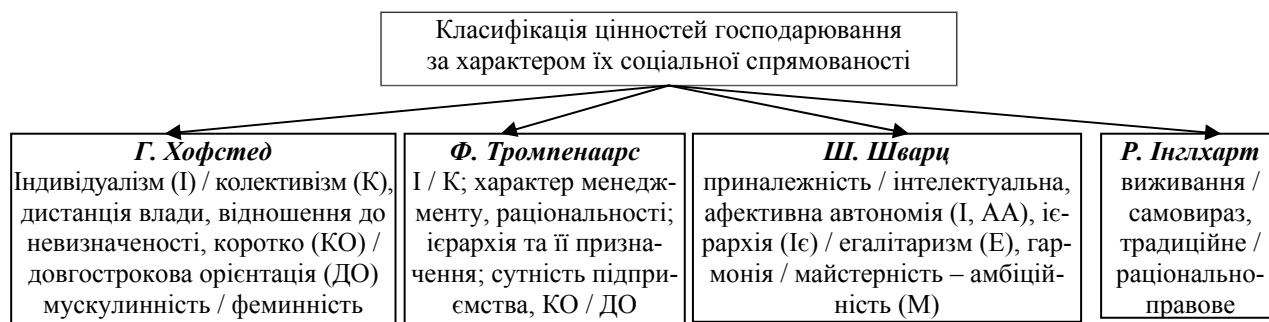 Класифікація цінностей господарювання
за характером їх соціальної спрямованості
Г. Хофстед
Індивідуалізм (І) / колективізм (К),
дистанція влади, відношення до
невизначеності, коротко (КО) /
довгострокова орієнтація (ДО)
мускулинність / феминність
Ф. Тромпенаарс
І / К; характер менедж-
менту, раціональності;
ієрархія та її призна-
чення; сутність підпри-
ємства, КО / ДО
Ш. Шварц
приналежність / інтелектуальна,
афективна автономія (І, АА), іє-
рархія (Іє) / егалітаризм (Е), гар-
монія / майстерність – амбіцій-
ність (М)
Р. Інглхарт
виживання /
самовираз,
традиційне /
раціонально-
правове